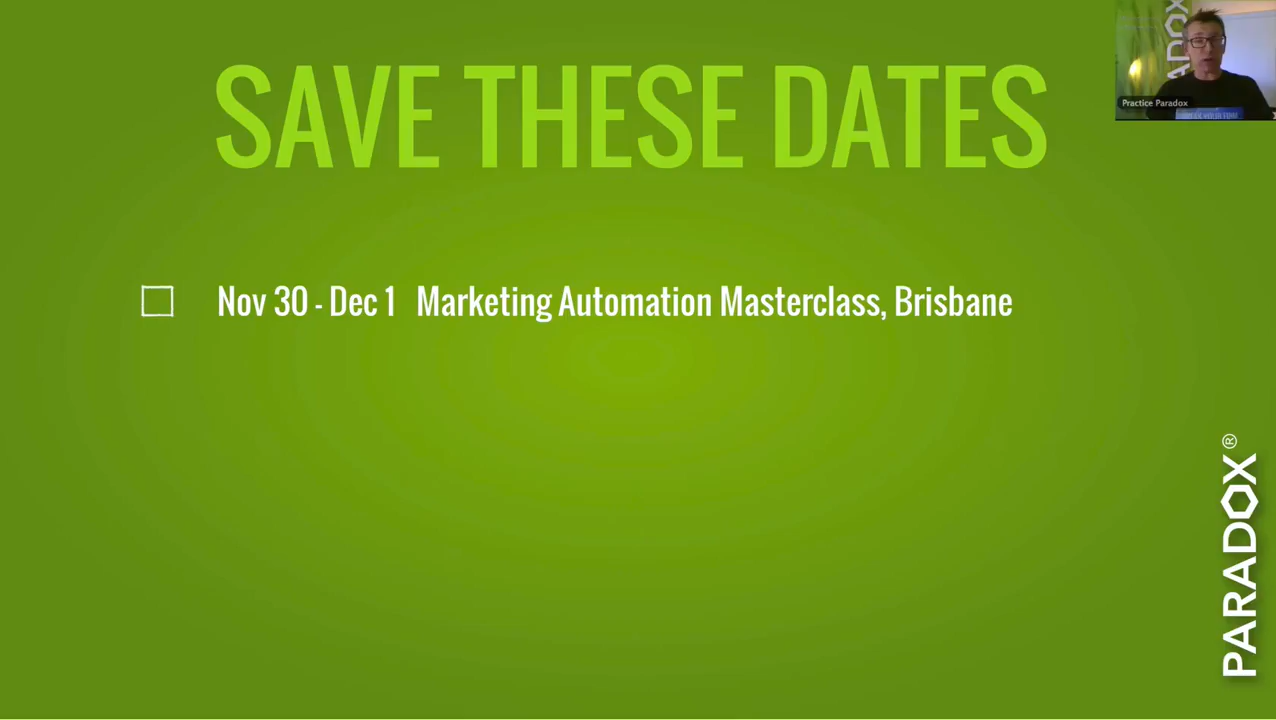 SAVE THESE DATES
Nov 30 - Dec 1 Marketing Automation Masterclass, Brisbane
Practice Paradox
PARADOX®